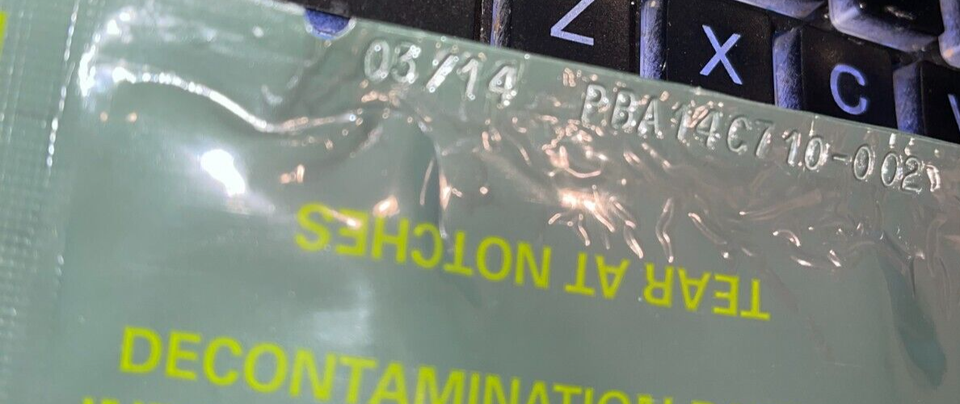 Z X C
03/14 PBA14C710-002
TEAR AT NOTCHES
DECONTAMINATION